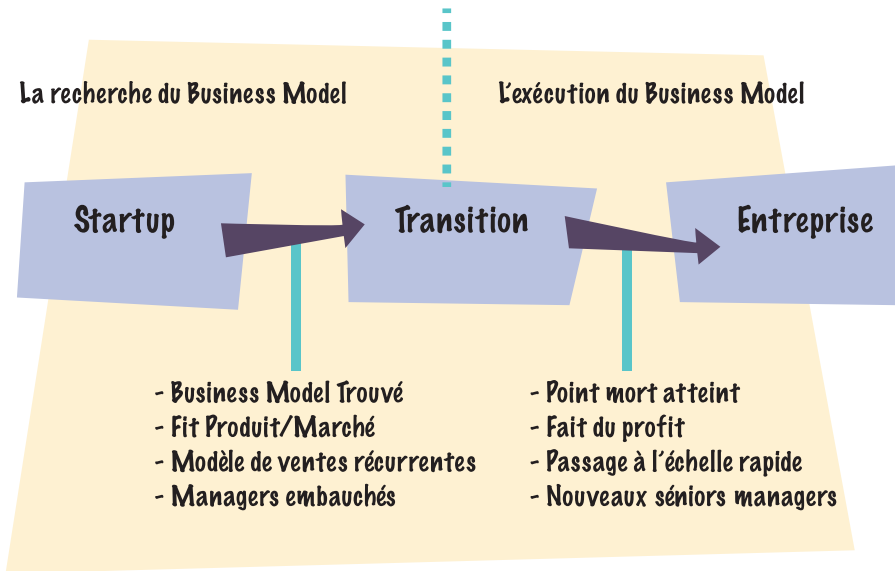 La recherche du Business Model
L'exécution du Business Model
Startup
Transition
Entreprise
- Business Model Trouvé
- Fit Produit/Marché
- Modèle de ventes récurrentes
- Managers embauchés
- Point mort atteint
- Fait du profit
- Passage à l'échelle rapide
- Nouveaux séniors managers